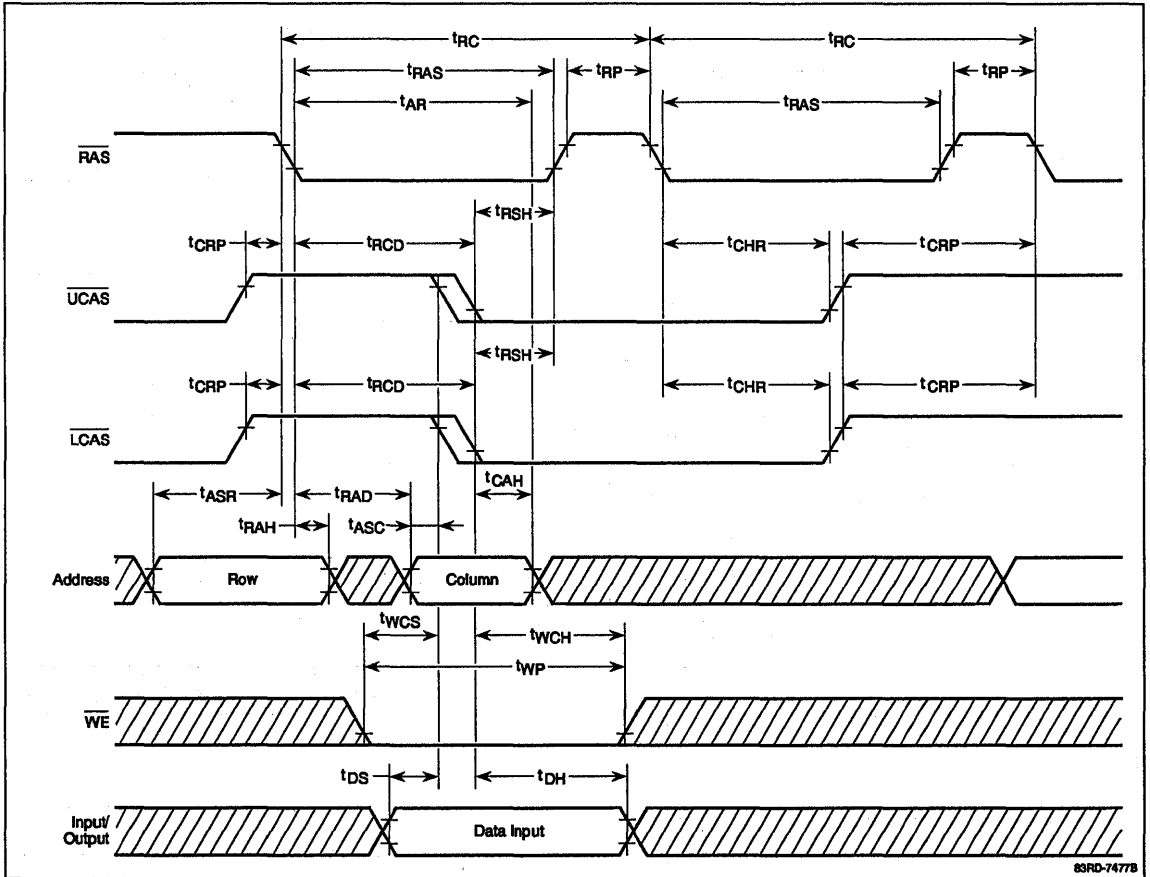 tRC tRC
tRAS tRP tRP
tAR tRAS
RAS
tRSH
tCRP tRCD tCHR tCRP
UCAS
tRSH
tCRP tRCD tCHR tCRP
LCAS
tCAH
tASR tRAD
tRAH tASC
Address Row Column
tWCS tWCH
tWP
WE
tDS tDH
Input/
Output
Data Input
83RD-7477B